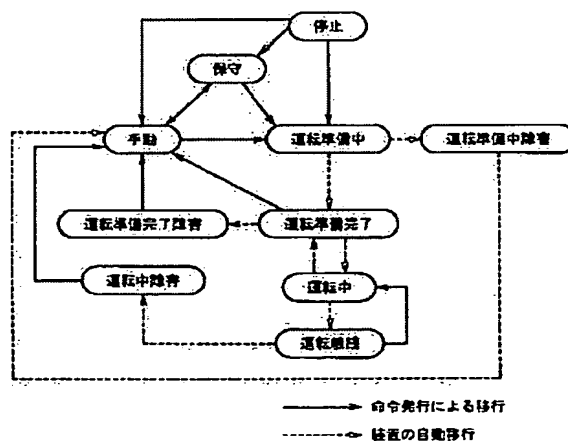 停止
保守
手動
運転準備中
運転準備中障害
運転準備完了障害
運転準備完了
運転中障害
運転中
運転継続
命令発行による移行
装置の自動移行